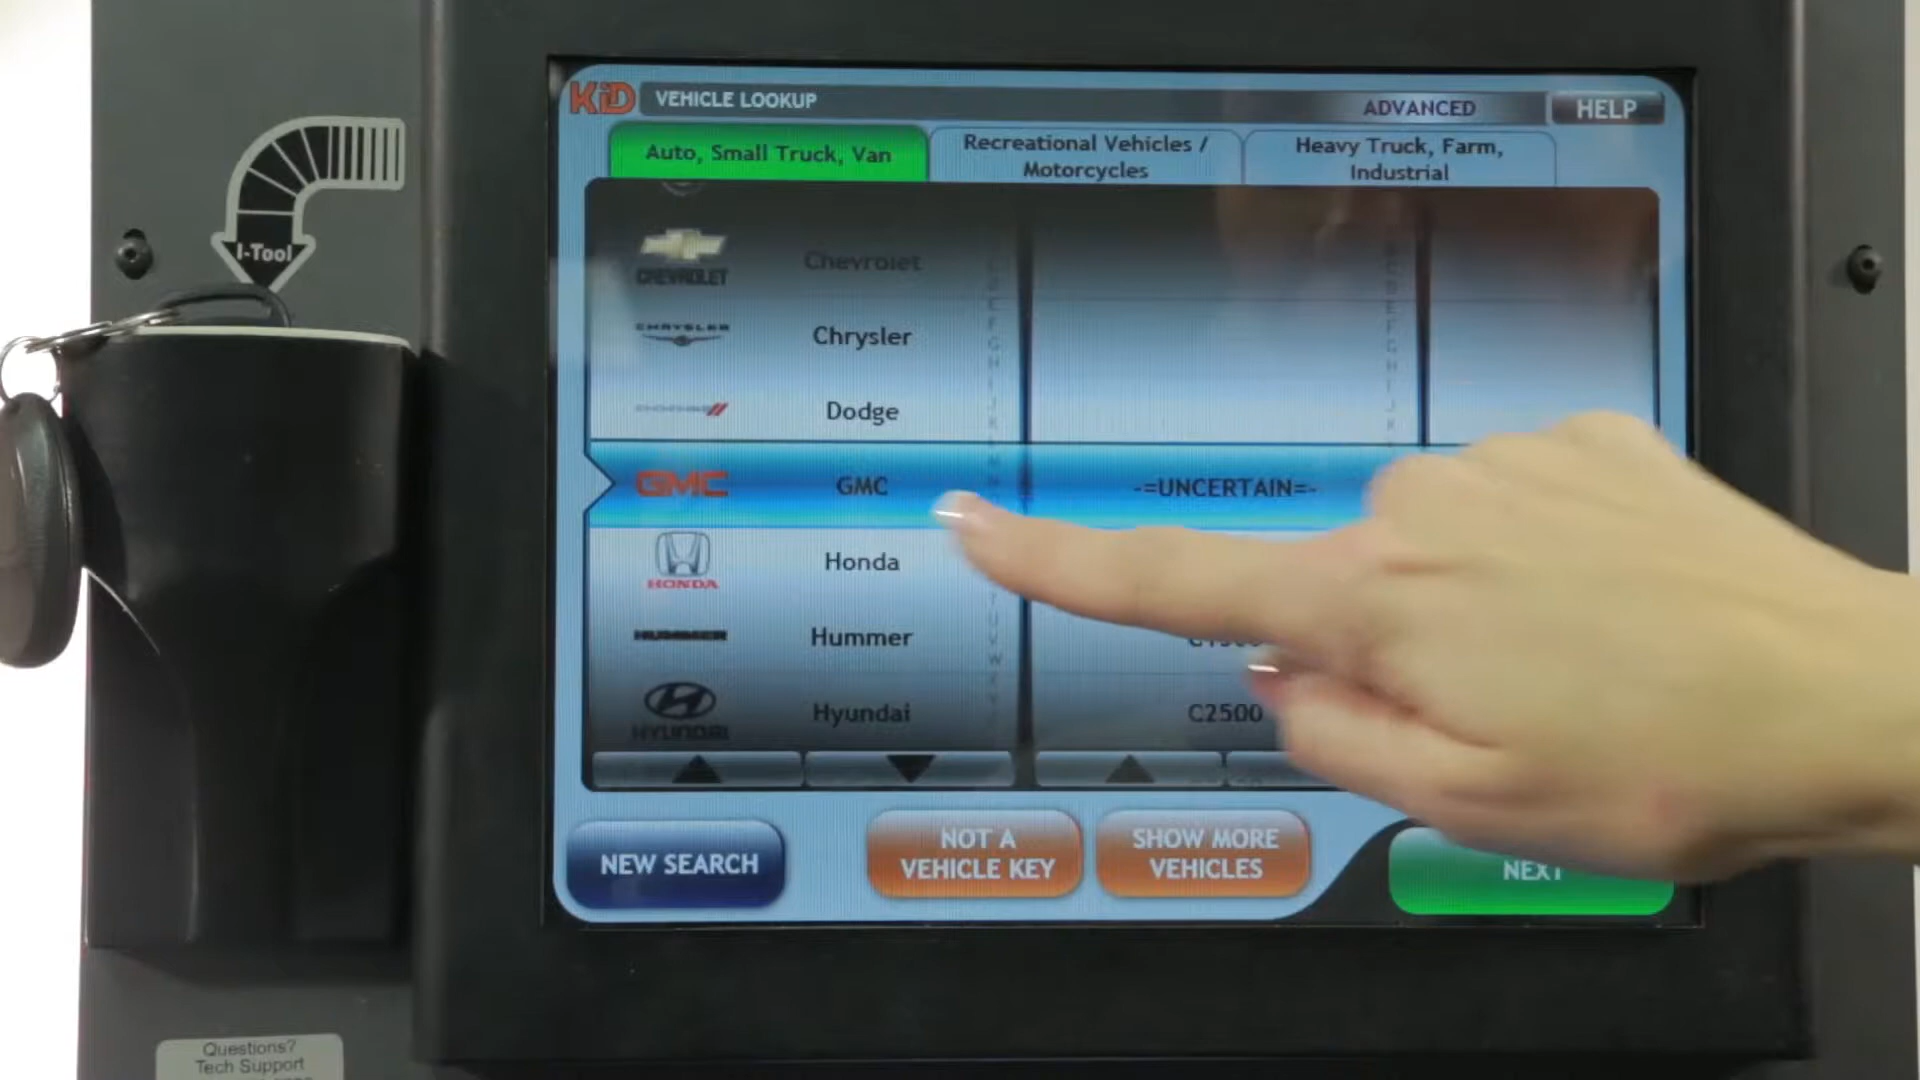 KiD VEHICLE LOOKUP
ADVANCED
HELP
Auto, Small Truck, Van
Recreational Vehicles /
Motorcycles
Heavy Truck, Farm,
Industrial
I-Tool
CHEVROLET
Chevrolet
CHRYSLER
Chrysler
Dodge
GMC
GMC
-=UNCERTAIN=-
HONDA
Honda
HUMMER
Hummer
HYUNDAI
Hyundai
C2500
NEW SEARCH
NOT A
VEHICLE KEY
SHOW MORE
VEHICLES
NEXT
Questions?
Tech Support